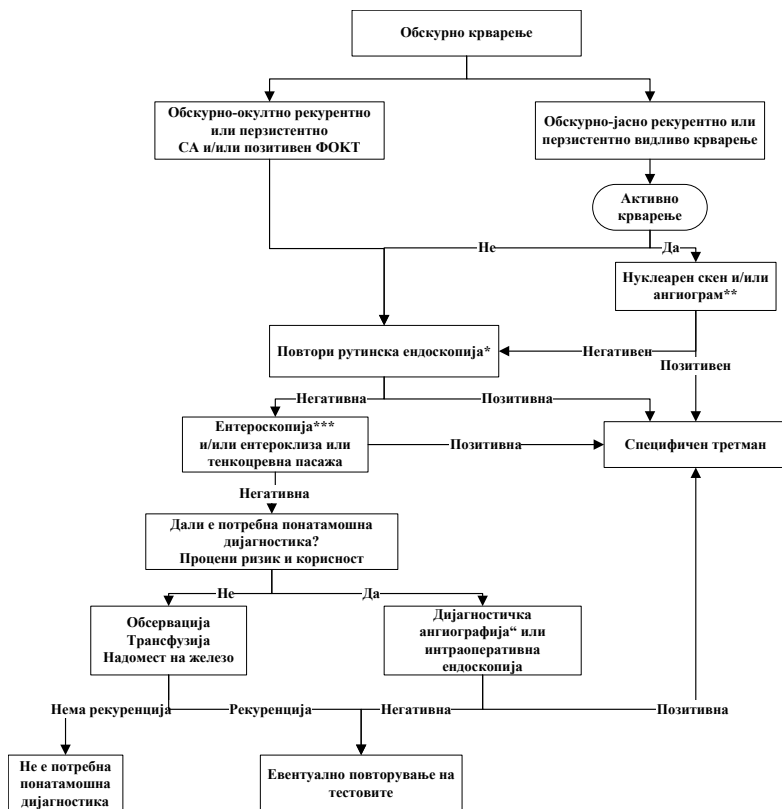 Обскурно крварење
Обскурно-окултно рекурентно
или перзистентно
СА и/или позитивен ФОКТ
Обскурно-јасно рекурентно или
перзистентно видливо крварење
Активно
крварење
Не
Да
Нуклеарен скен и/или
ангиограм**
Повтори рутинска ендоскопија*
Негативен
Позитивен
Негативна
Позитивна
Ентероскопија***
и/или ентероклиза или
тенкоцревна пасажа
Позитивна
Специфичен третман
Негативна
Дали е потребна понатамошна
дијагностика?
Процени ризик и корисност
Не
Да
Обсервација
Трансфузија
Надомест на железо
Дијагностичка
ангиографија“ или
интраоперативна
ендоскопија
Нема рекуренција
Рекуренција
Негативна
Позитивна
Не е потребна
понатамошна
дијагностика
Евентуално повторување на
тестовите